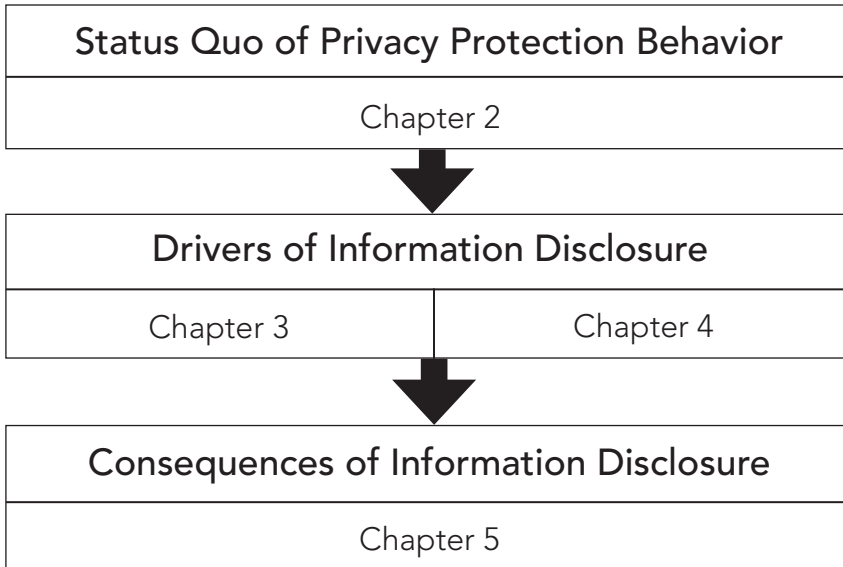 Status Quo of Privacy Protection Behavior
Chapter 2
Drivers of Information Disclosure
Chapter 3
Chapter 4
Consequences of Information Disclosure
Chapter 5